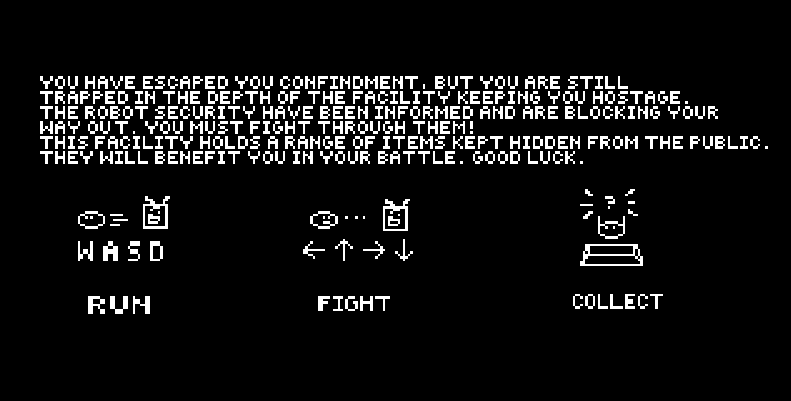 YOU HAVE ESCAPED YOU CONFINDMENT, BUT YOU ARE STILL
TRAPPED IN THE DEPTH OF THE FACILITY KEEPING YOU HOSTAGE.
THE ROBOT SECURITY HAVE BEEN INFORMED AND ARE BLOCKING YOUR
WAY OUT. YOU MUST FIGHT THROUGH THEM!
THIS FACILITY HOLDS A RANGE OF ITEMS KEPT HIDDEN FROM THE PUBLIC.
THEY WILL BENEFIT YOU IN YOUR BATTLE. GOOD LUCK.
?
W A S D
← ↑ → ↓
RUN
FIGHT
COLLECT